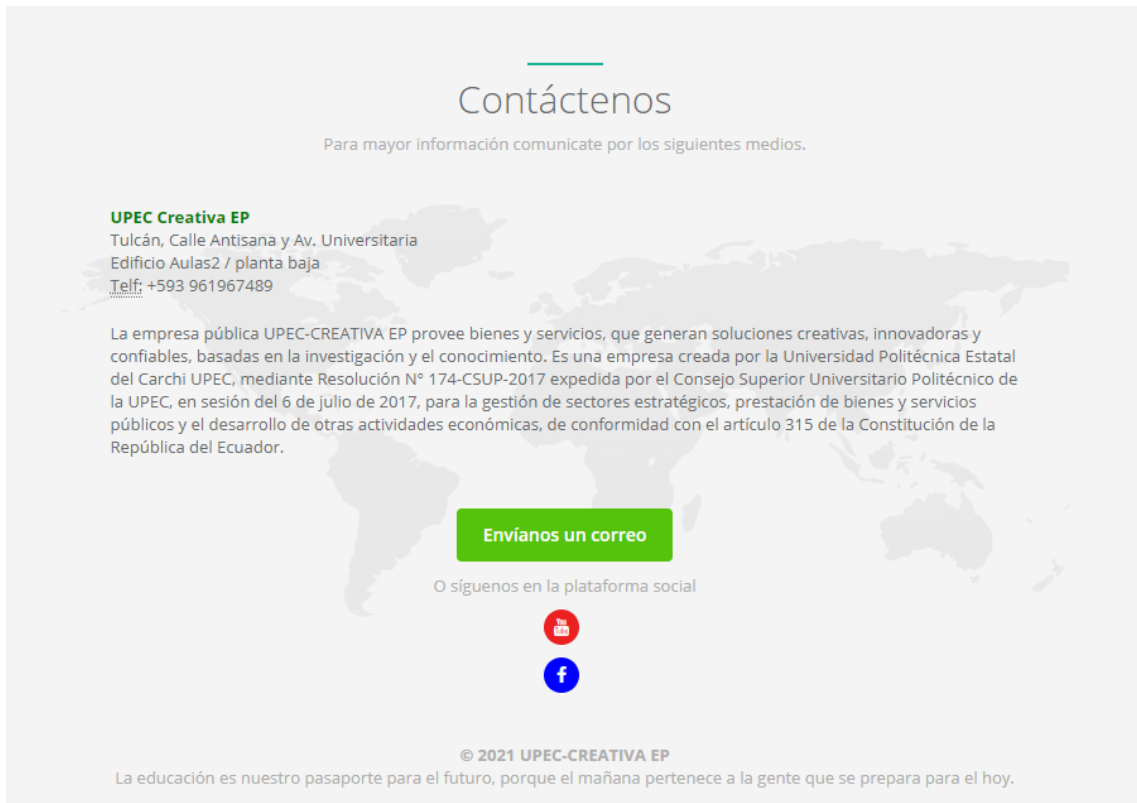 Contáctenos
Para mayor información comunicate por los siguientes medios.
UPEC Creativa EP
Tulcán, Calle Antisana y Av. Universitaria
Edificio Aulas2 / planta baja
Telf: +593 961967489
La empresa pública UPEC-CREATIVA EP provee bienes y servicios, que generan soluciones creativas, innovadoras y
confiables, basadas en la investigación y el conocimiento. Es una empresa creada por la Universidad Politécnica Estatal
del Carchi UPEC, mediante Resolución N° 174-CSUP-2017 expedida por el Consejo Superior Universitario Politécnico de
la UPEC, en sesión del 6 de julio de 2017, para la gestión de sectores estratégicos, prestación de bienes y servicios
públicos y el desarrollo de otras actividades económicas, de conformidad con el artículo 315 de la Constitución de la
República del Ecuador.
Envíanos un correo
O síguenos en la plataforma social
You
Tube
© 2021 UPEC-CREATIVA EP
La educación es nuestro pasaporte para el futuro, porque el mañana pertenece a la gente que se prepara para el hoy.